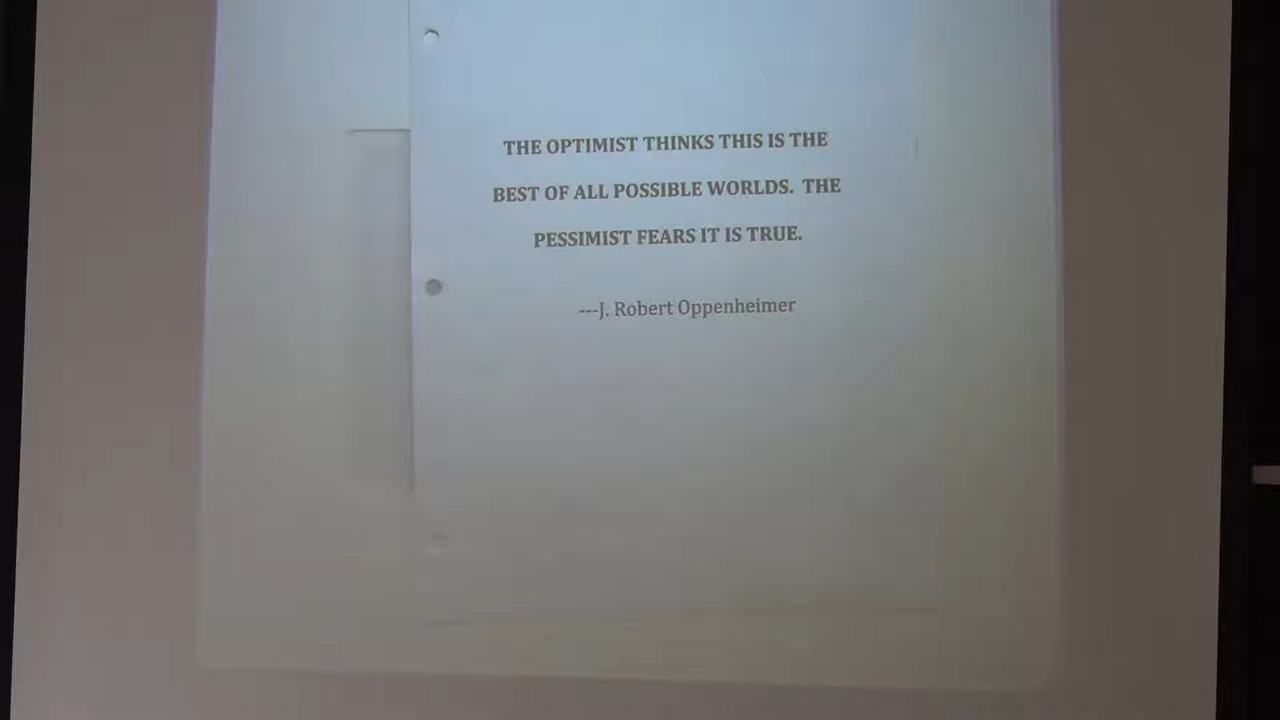 THE OPTIMIST THINKS THIS IS THE
BEST OF ALL POSSIBLE WORLDS.  THE
PESSIMIST FEARS IT IS TRUE.
---J. Robert Oppenheimer